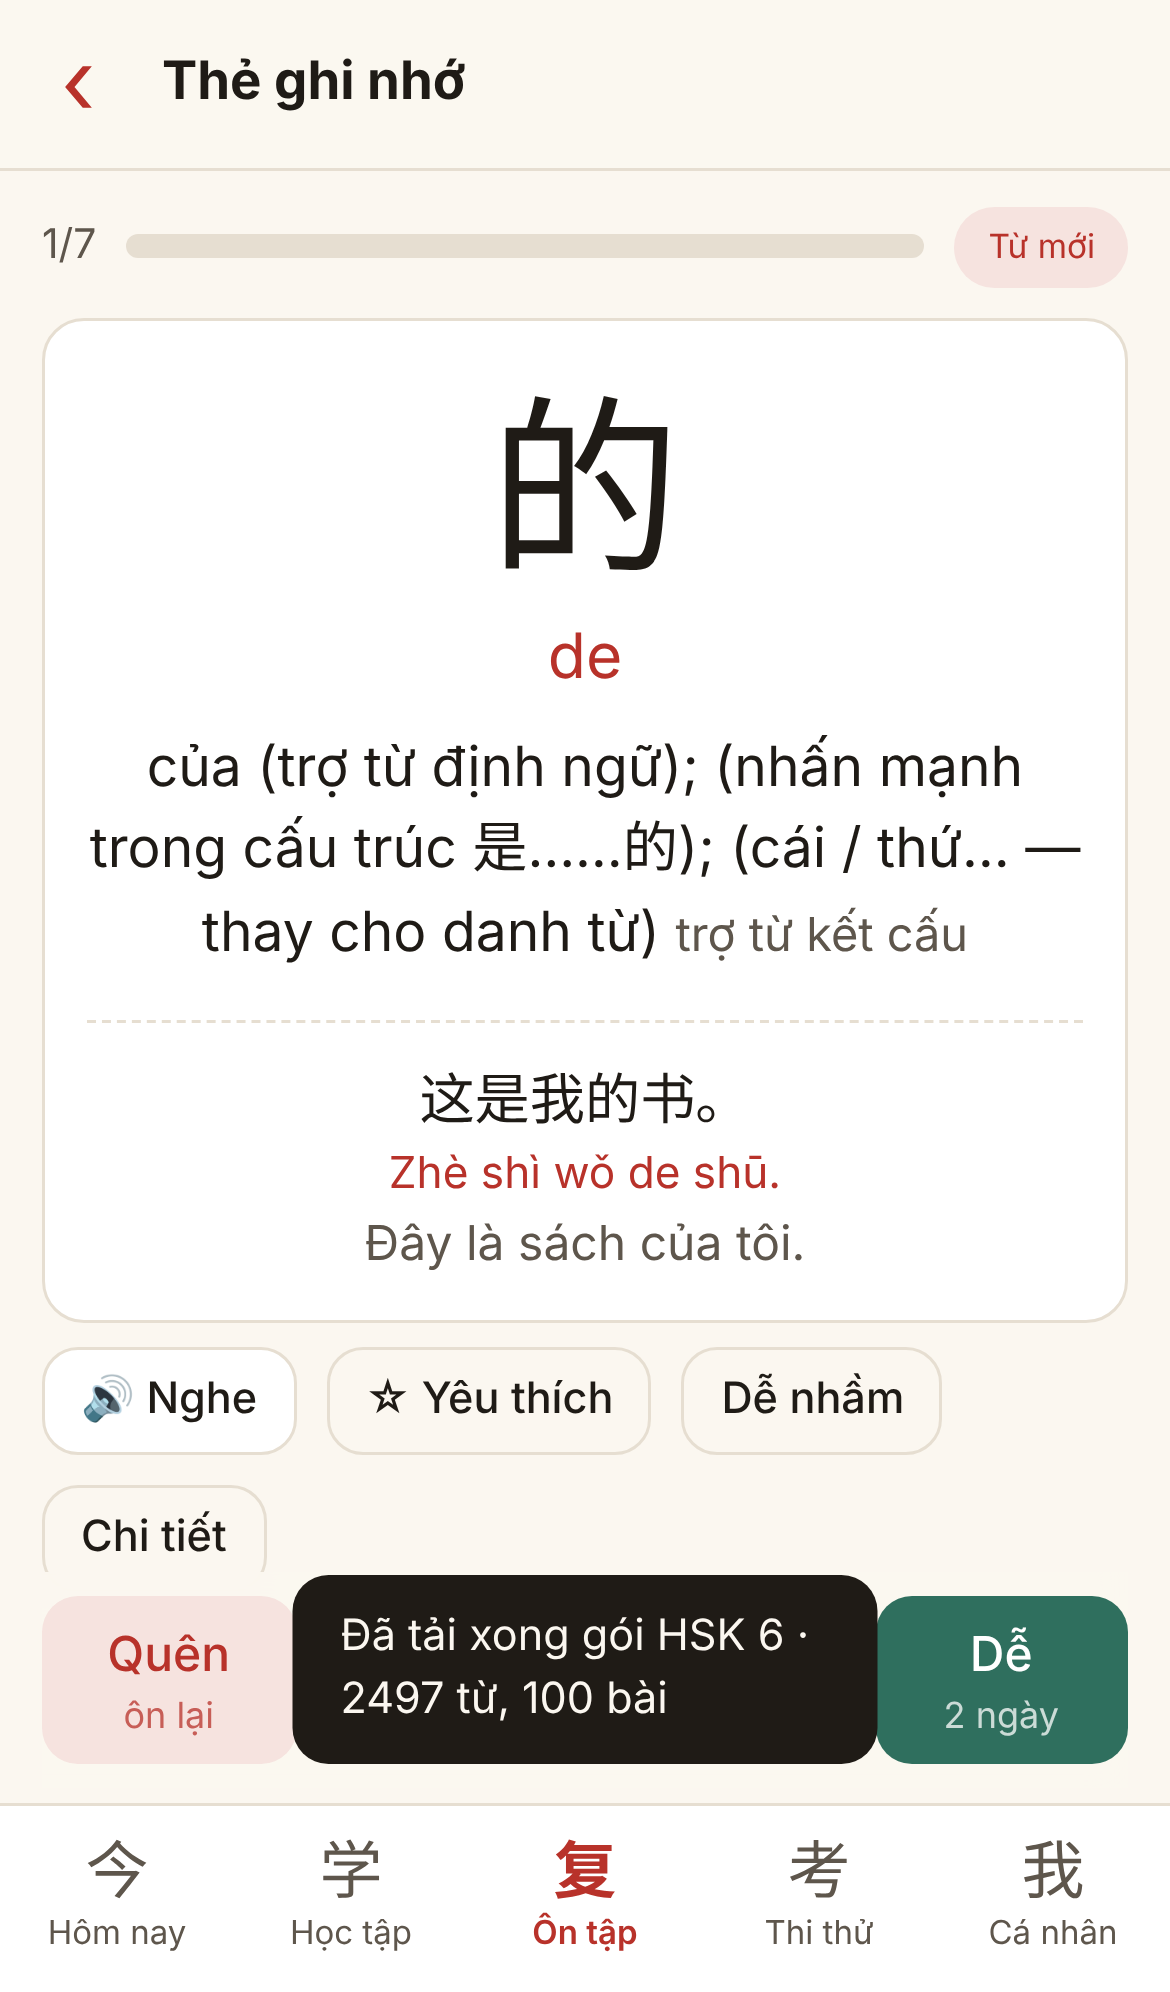 Thẻ ghi nhớ
1/7
Từ mới
的
de
của (trợ từ định ngữ); (nhấn mạnh
trong cấu trúc 是……的); (cái / thứ… —
thay cho danh từ) trợ từ kết cấu
这是我的书。
Zhè shì wǒ de shū.
Đây là sách của tôi.
🔊 Nghe
☆ Yêu thích
Dễ nhầm
Chi tiết
Quên
ôn lại
Đã tải xong gói HSK 6 ·
2497 từ, 100 bài
Dễ
2 ngày
今
Hôm nay
学
Học tập
复
Ôn tập
考
Thi thử
我
Cá nhân